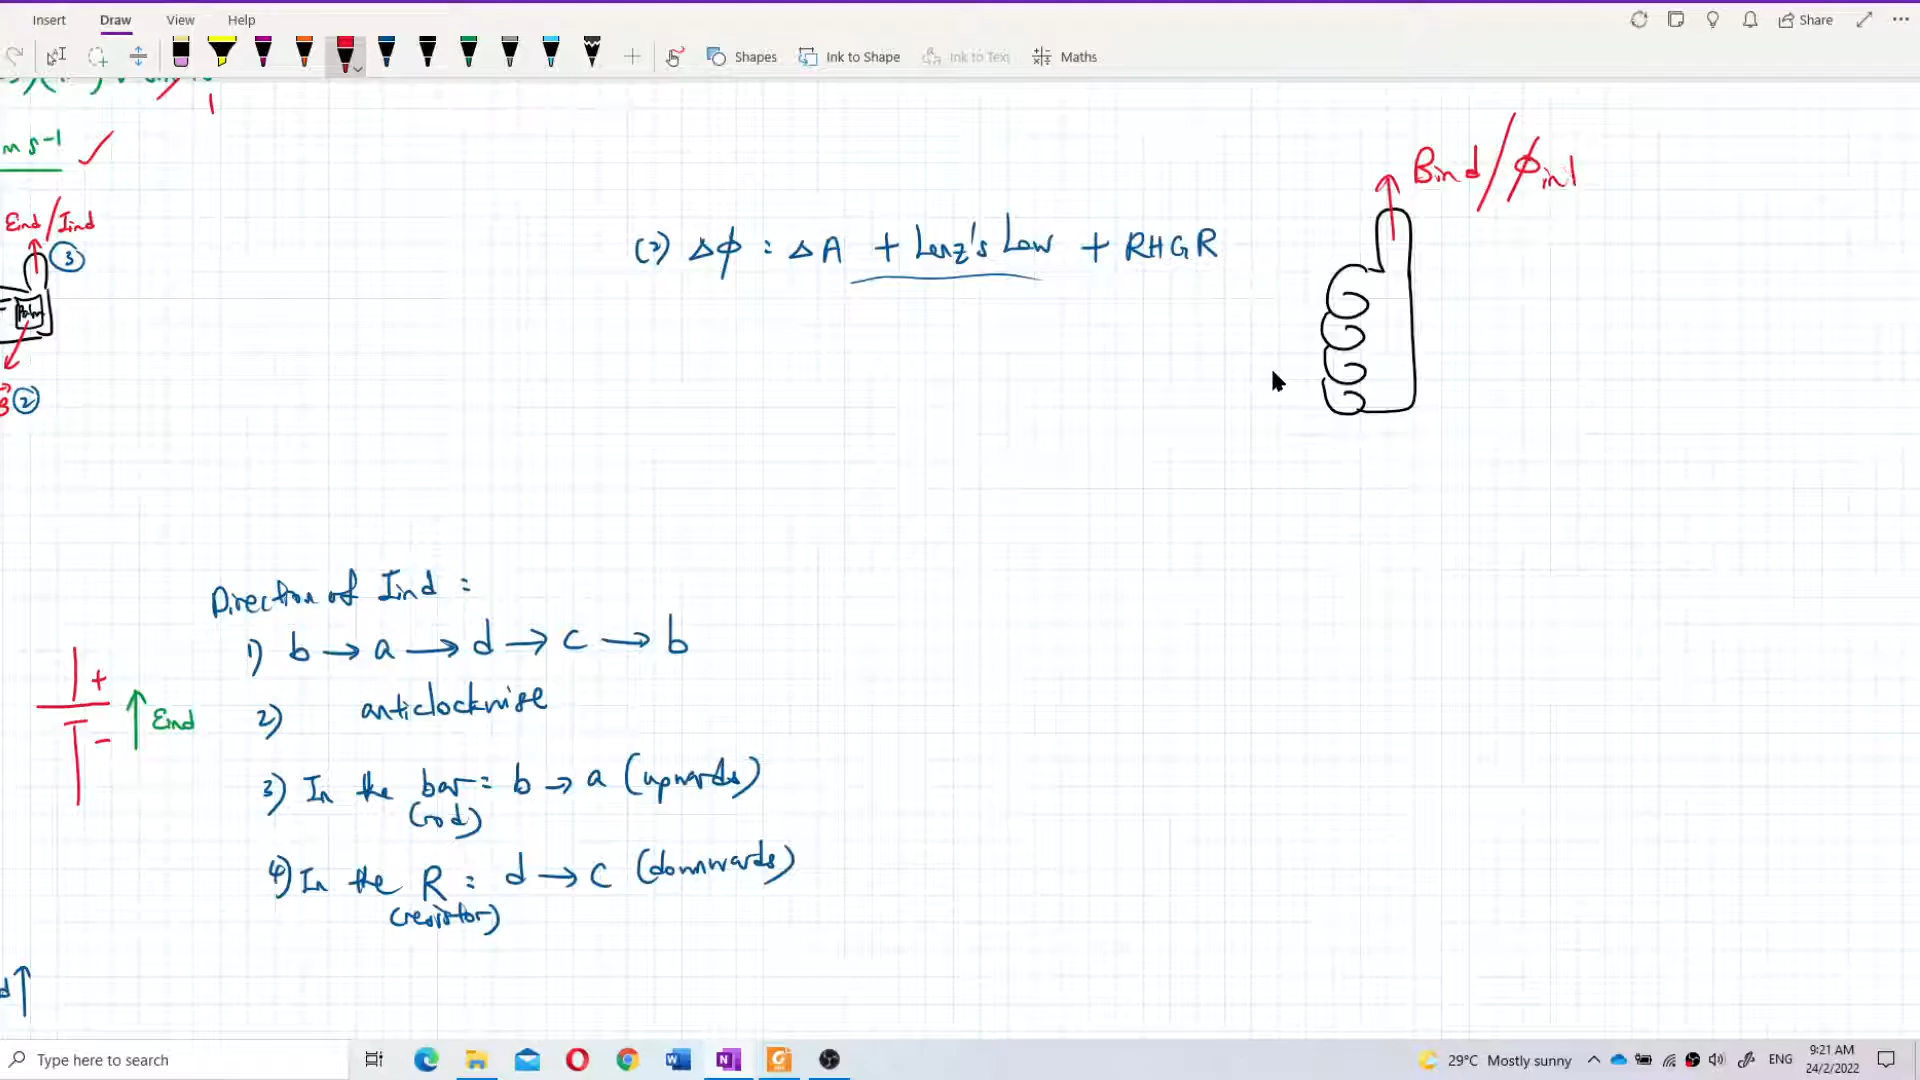 Insert Draw View Help Share
Shapes Ink to Shape Ink to Text Maths
1
m s-1 ✓
Eind/Iind
③
Palm
②
(2) Δϕ : ΔA + Lenz's Law + RHGR
Bind/ϕind
Direction of Iind :
1) b → a → d → c → b
2) anticlockwise
3) In the bar : b → a (upwards)
(rod)
4) In the R : d → c (downwards)
(resistor)
+
-
Eind
Type here to search
29°C Mostly sunny
ENG
9:21 AM
24/2/2022